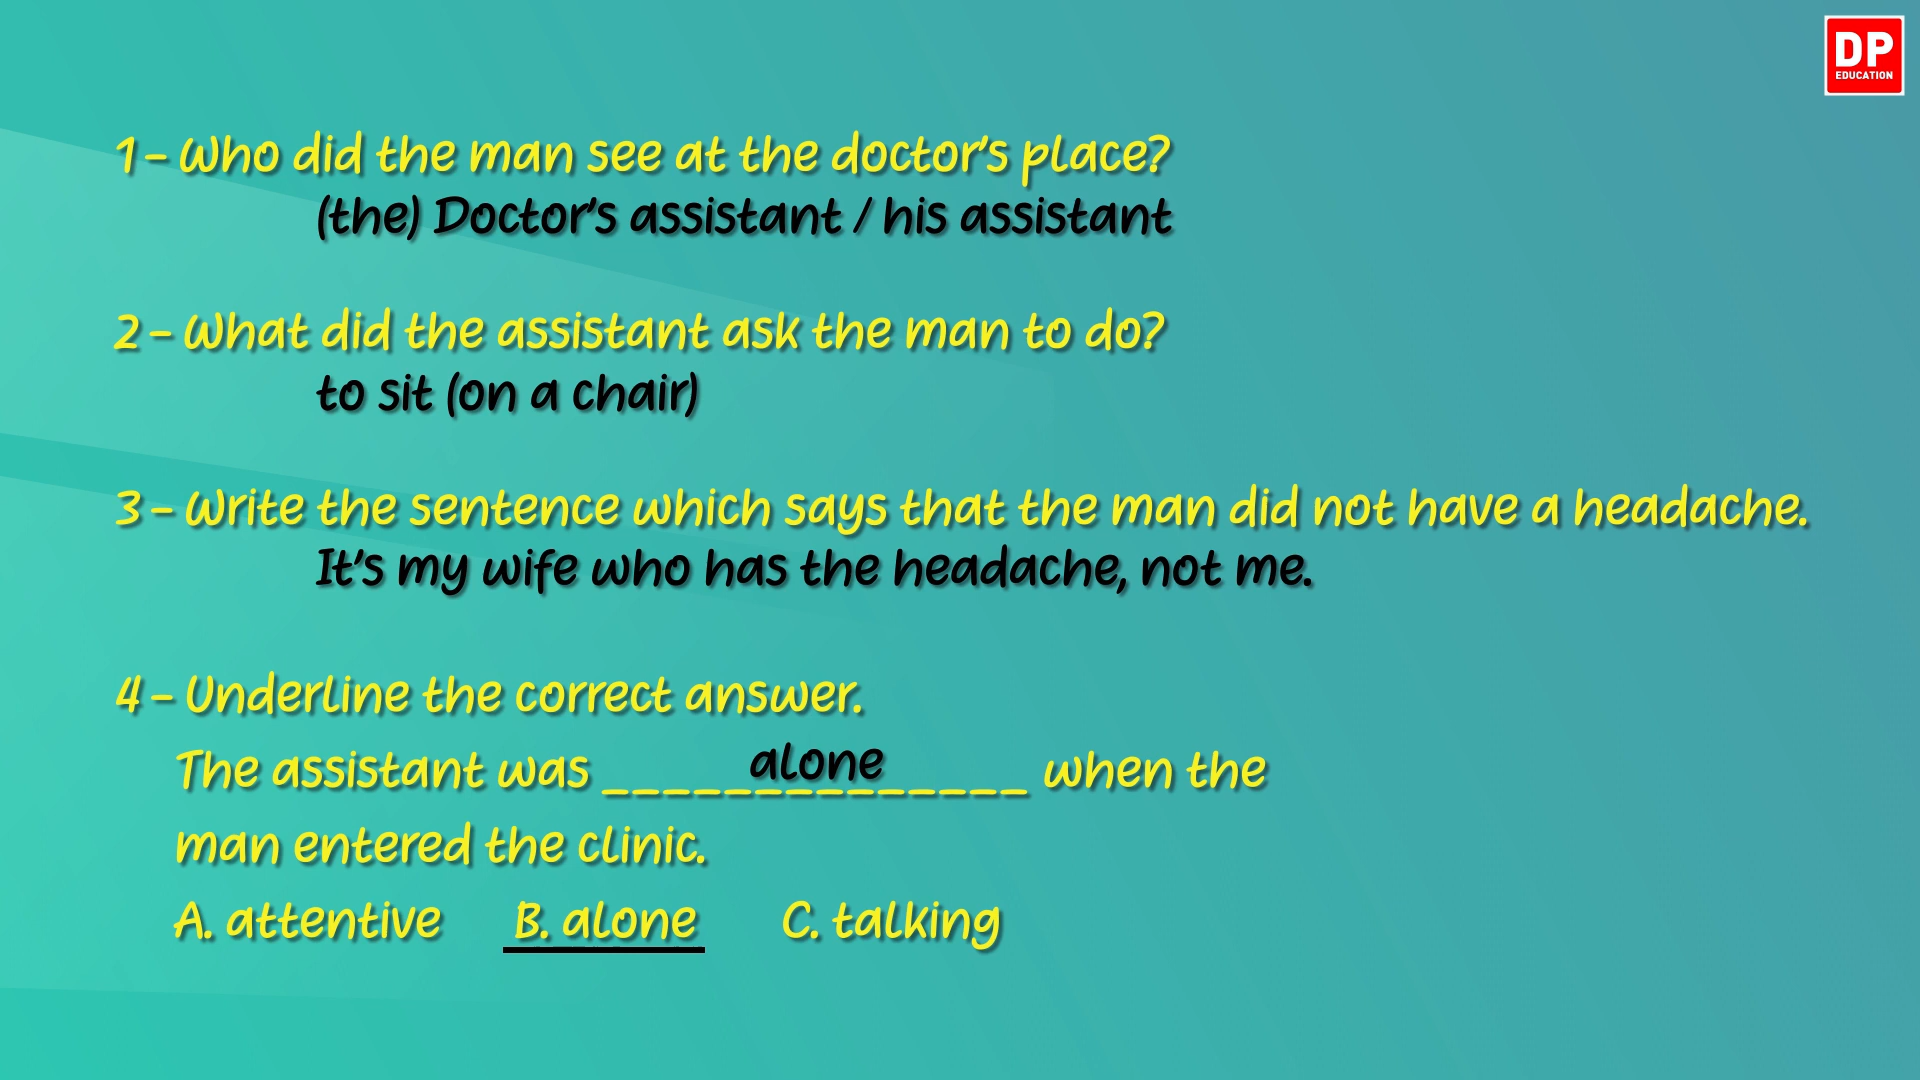 DP
EDUCATION
1 – Who did the man see at the doctor's place?
(the) Doctor's assistant / his assistant
2 – What did the assistant ask the man to do?
to sit (on a chair)
3 – Write the sentence which says that the man did not have a headache.
It's my wife who has the headache, not me.
4 – Underline the correct answer.
The assistant was ______alone______ when the
man entered the clinic.
A. attentive B. alone C. talking